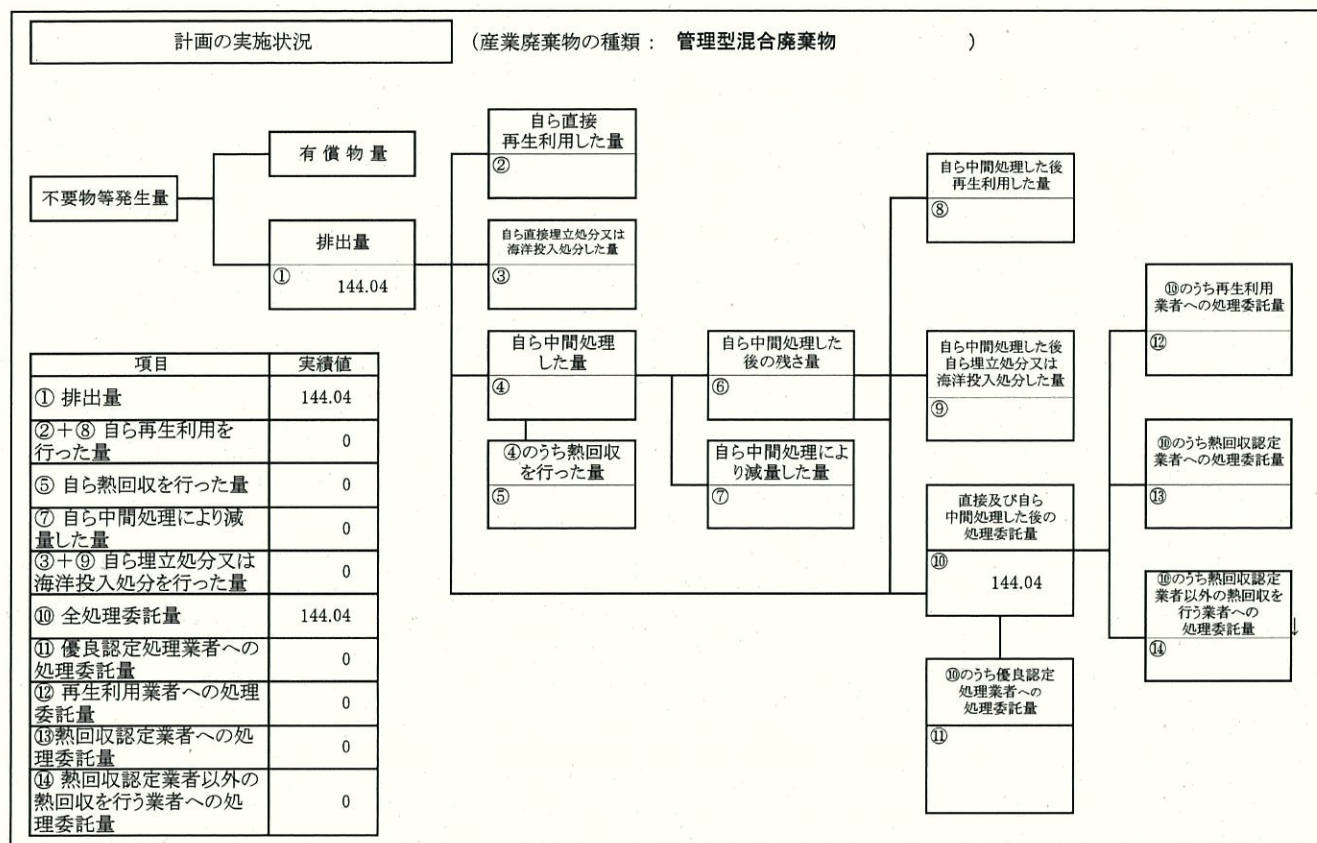 計画の実施状況
(産業廃棄物の種類： 管理型混合廃棄物 )
不要物等発生量
有償物量
排出量
①
144.04
自ら直接
再生利用した量
②
自ら直接埋立処分又は
海洋投入処分した量
③
自ら中間処理
した量
④
④のうち熱回収
を行った量
⑤
自ら中間処理した
後の残さ量
⑥
自ら中間処理によ
り減量した量
⑦
自ら中間処理した後
再生利用した量
⑧
自ら中間処理した後
自ら埋立処分又は
海洋投入処分した量
⑨
直接及び自ら
中間処理した後の
処理委託量
⑩
144.04
⑩のうち優良認定
処理業者への
処理委託量
⑪
⑩のうち再生利用
業者への処理委託量
⑫
⑩のうち熱回収認定
業者への処理委託量
⑬
⑩のうち熱回収認定
業者以外の熱回収を
行う業者への
処理委託量
⑭
↓
項目 実績値
① 排出量 144.04
②＋⑧ 自ら再生利用を
行った量 0
⑤ 自ら熱回収を行った量 0
⑦ 自ら中間処理により減
量した量 0
③＋⑨ 自ら埋立処分又は
海洋投入処分を行った量 0
⑩ 全処理委託量 144.04
⑪ 優良認定処理業者への
処理委託量 0
⑫ 再生利用業者への処理
委託量 0
⑬熱回収認定業者への処
理委託量 0
⑭ 熱回収認定業者以外の
熱回収を行う業者への処
理委託量 0